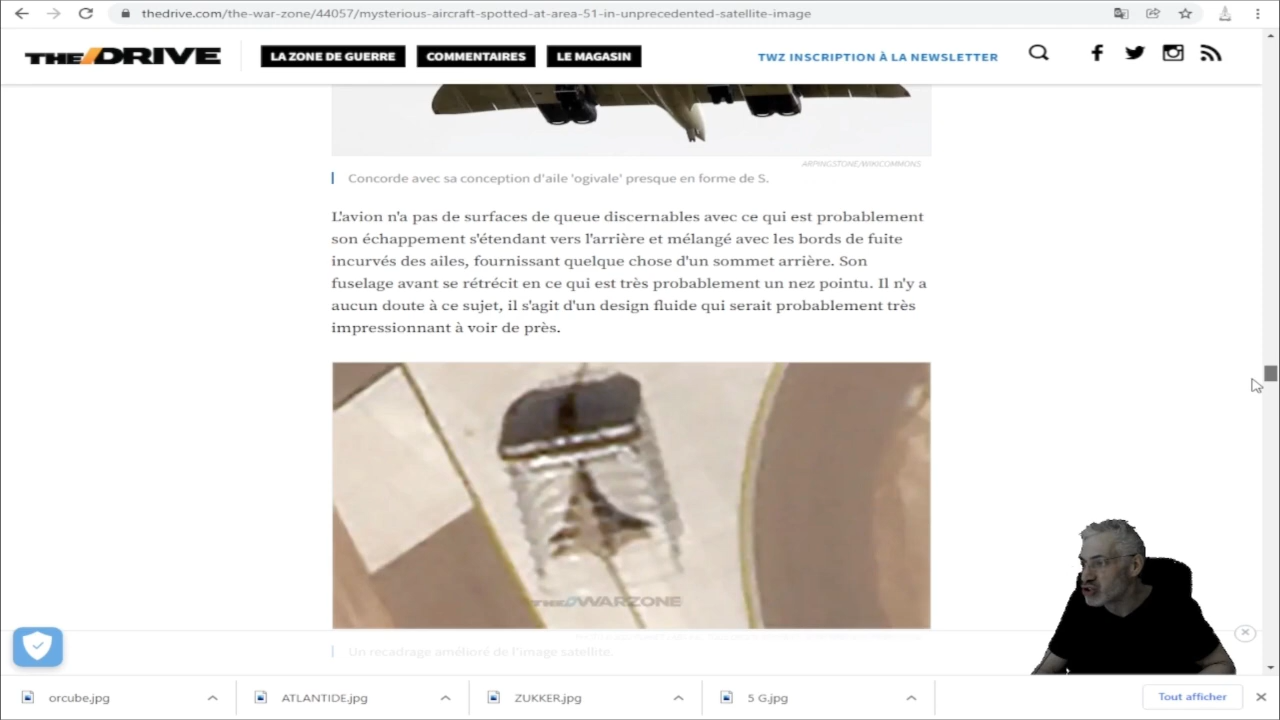 thedrive.com/the-war-zone/44057/mysterious-aircraft-spotted-at-area-51-in-unprecedented-satellite-image
THE/DRIVE
LA ZONE DE GUERRE
COMMENTAIRES
LE MAGASIN
TWZ INSCRIPTION À LA NEWSLETTER
ARPINGSTONE/WIKICOMMONS
Concorde avec sa conception d'aile 'ogivale' presque en forme de S.
L'avion n'a pas de surfaces de queue discernables avec ce qui est probablement
son échappement s'étendant vers l'arrière et mélangé avec les bords de fuite
incurvés des ailes, fournissant quelque chose d'un sommet arrière. Son
fuselage avant se rétrécit en ce qui est très probablement un nez pointu. Il n'y a
aucun doute à ce sujet, il s'agit d'un design fluide qui serait probablement très
impressionnant à voir de près.
THE/WARZONE
Un recadrage amélioré de l'image satellite.
orcube.jpg
ATLANTIDE.jpg
ZUKKER.jpg
5 G.jpg
Tout afficher